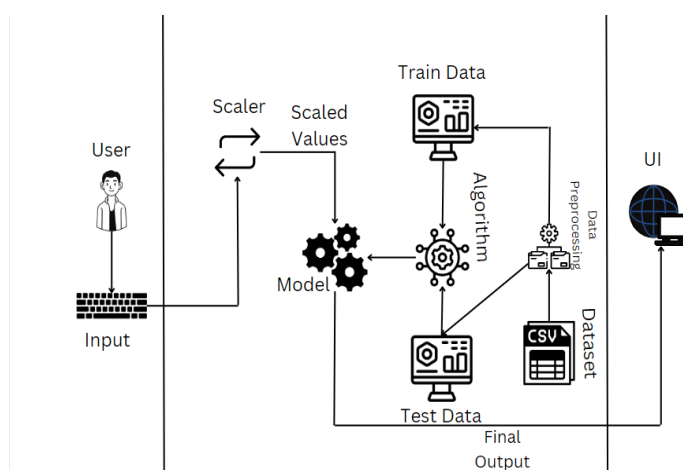 Train Data
Scaler
Scaled
Values
User
UI
Algorithm
Data
Preprocessing
Model
Input
CSV
Dataset
Test Data
Final
Output